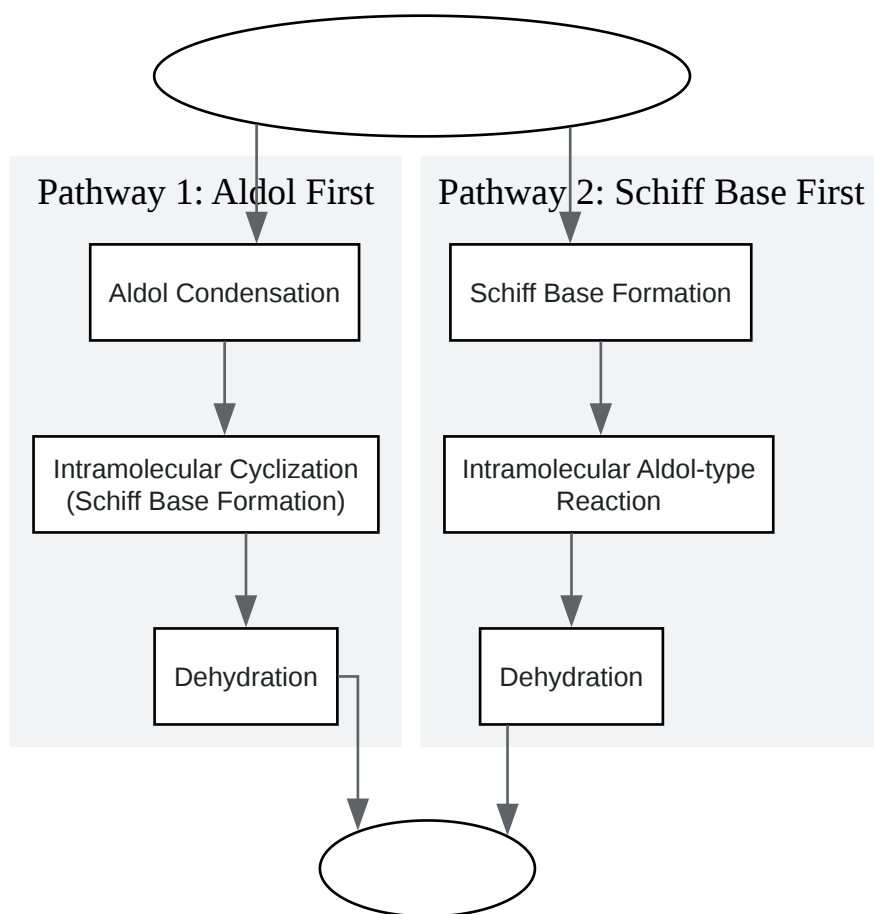 Pathway 1: Aldol First
Aldol Condensation
Intramolecular Cyclization
(Schiff Base Formation)
Dehydration
Pathway 2: Schiff Base First
Schiff Base Formation
Intramolecular Aldol-type
Reaction
Dehydration